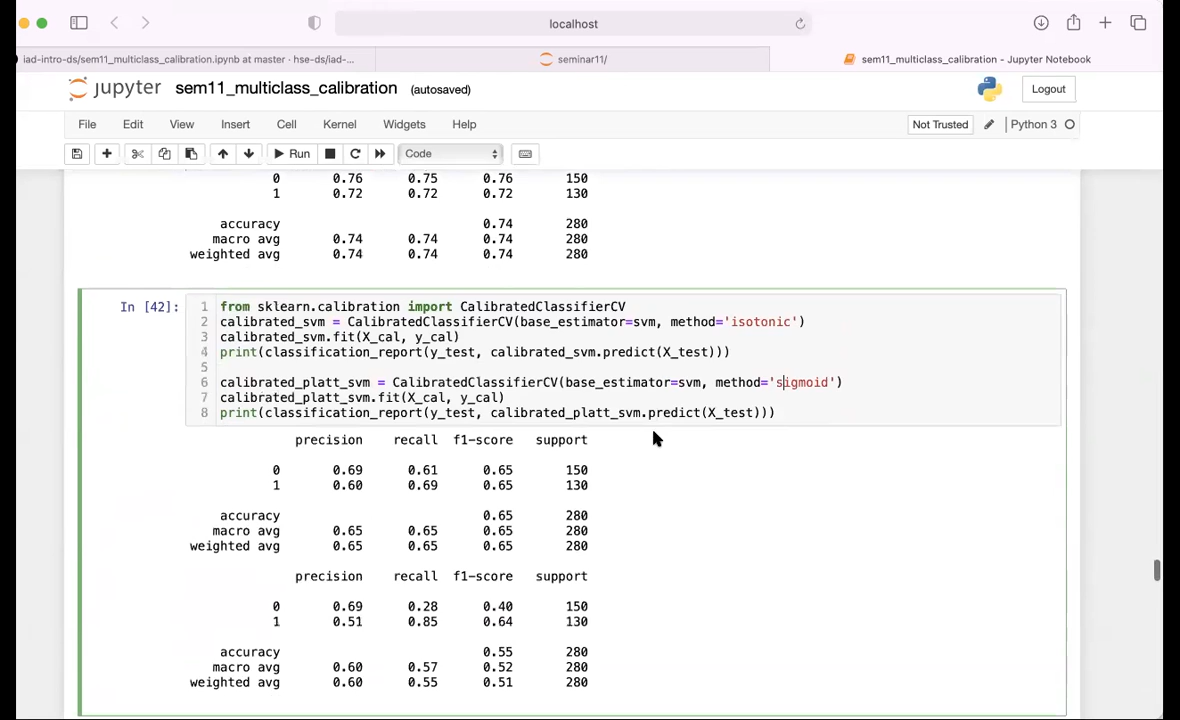 localhost
iad-intro-ds/sem11_multiclass_calibration.ipynb at master · hse-ds/iad-...
seminar11/
sem11_multiclass_calibration - Jupyter Notebook
jupyter sem11_multiclass_calibration (autosaved)
Logout
File Edit View Insert Cell Kernel Widgets Help
Not Trusted Python 3
Run Code
0 0.76 0.75 0.76 150
1 0.72 0.72 0.72 130
accuracy 0.74 280
macro avg 0.74 0.74 0.74 280
weighted avg 0.74 0.74 0.74 280
In [42]:
1 from sklearn.calibration import CalibratedClassifierCV
2 calibrated_svm = CalibratedClassifierCV(base_estimator=svm, method='isotonic')
3 calibrated_svm.fit(X_cal, y_cal)
4 print(classification_report(y_test, calibrated_svm.predict(X_test)))
5
6 calibrated_platt_svm = CalibratedClassifierCV(base_estimator=svm, method='sigmoid')
7 calibrated_platt_svm.fit(X_cal, y_cal)
8 print(classification_report(y_test, calibrated_platt_svm.predict(X_test)))
precision recall f1-score support
0 0.69 0.61 0.65 150
1 0.60 0.69 0.65 130
accuracy 0.65 280
macro avg 0.65 0.65 0.65 280
weighted avg 0.65 0.65 0.65 280
precision recall f1-score support
0 0.69 0.28 0.40 150
1 0.51 0.85 0.64 130
accuracy 0.55 280
macro avg 0.60 0.57 0.52 280
weighted avg 0.60 0.55 0.51 280